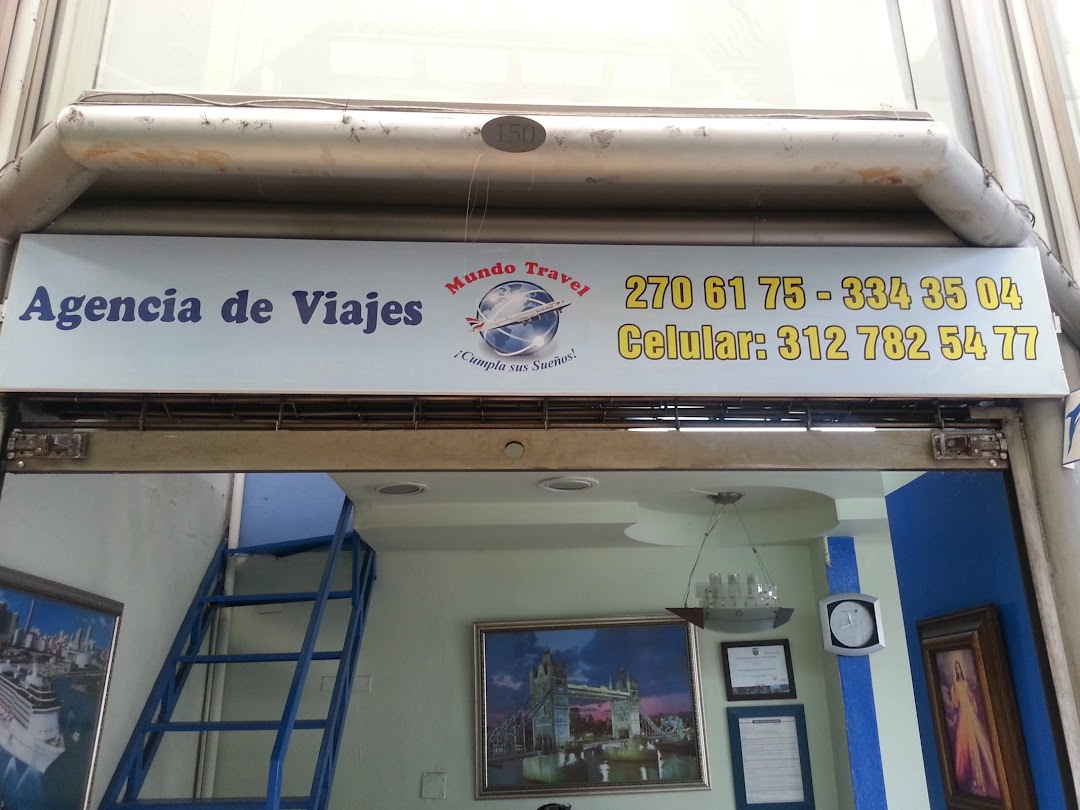 150
Agencia de Viajes
Mundo Travel
¡Cumpla sus Sueños!
270 61 75 - 334 35 04
Celular: 312 782 54 77